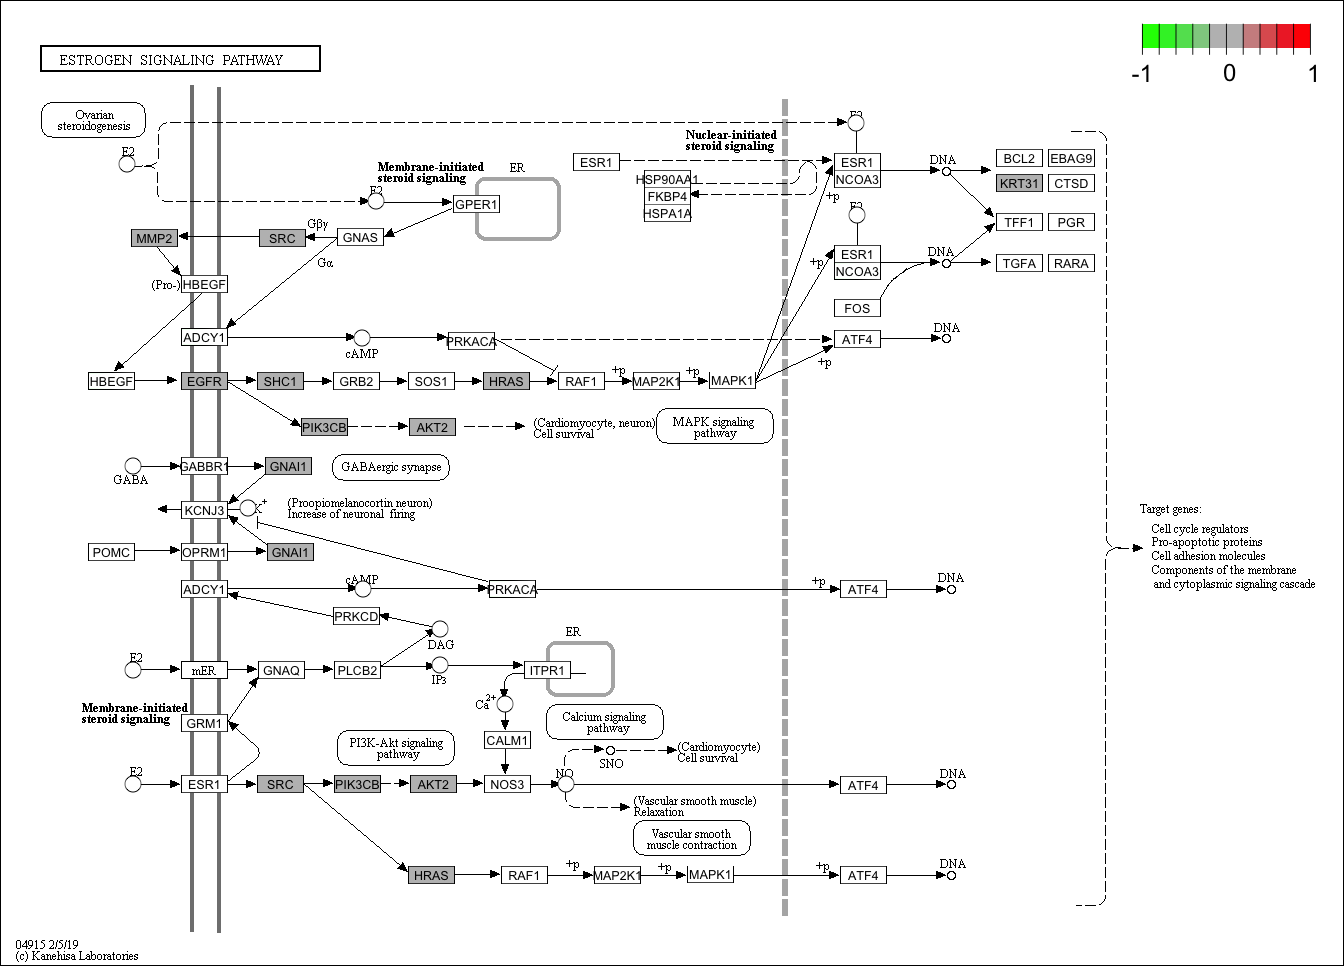 ESTROGEN SIGNALING PATHWAY
-1
0
1
Ovarian
steroidogenesis
E2
E2
Membrane-initiated
steroid signaling
E2
ER
GPER1
Nuclear-initiated
steroid signaling
ESR1
HSP90AA1
FKBP4
HSPA1A
ESR1
NCOA3
+p
DNA
BCL2
EBAG9
KRT31
CTSD
TFF1
PGR
TGFA
RARA
MMP2
SRC
Gβγ
GNAS
Gα
E2
ESR1
NCOA3
+p
DNA
(Pro-)
HBEGF
FOS
ADCY1
cAMP
PRKACA
ATF4
DNA
+p
HBEGF
EGFR
SHC1
GRB2
SOS1
HRAS
RAF1
+p
MAP2K1
+p
MAPK1
PIK3CB
AKT2
(Cardiomyocyte, neuron)
Cell survival
MAPK signaling
pathway
GABA
GABBR1
GNAI1
GABAergic synapse
KCNJ3
K+
(Proopiomelanocortin neuron)
Increase of neuronal firing
POMC
OPRM1
GNAI1
Target genes:
Cell cycle regulators
Pro-apoptotic proteins
Cell adhesion molecules
Components of the membrane
and cytoplasmic signaling cascade
ADCY1
cAMP
PRKACA
+p
ATF4
DNA
PRKCD
DAG
E2
mER
GNAQ
PLCB2
IP3
ER
ITPR1
Ca2+
Membrane-initiated
steroid signaling
GRM1
CALM1
Calcium signaling
pathway
PI3K-Akt signaling
pathway
SNO
(Cardiomyocyte)
Cell survival
E2
ESR1
SRC
PIK3CB
AKT2
NOS3
NO
ATF4
DNA
(Vascular smooth muscle)
Relaxation
Vascular smooth
muscle contraction
HRAS
RAF1
+p
MAP2K1
+p
MAPK1
+p
ATF4
DNA
04915 2/5/19
(c) Kanehisa Laboratories